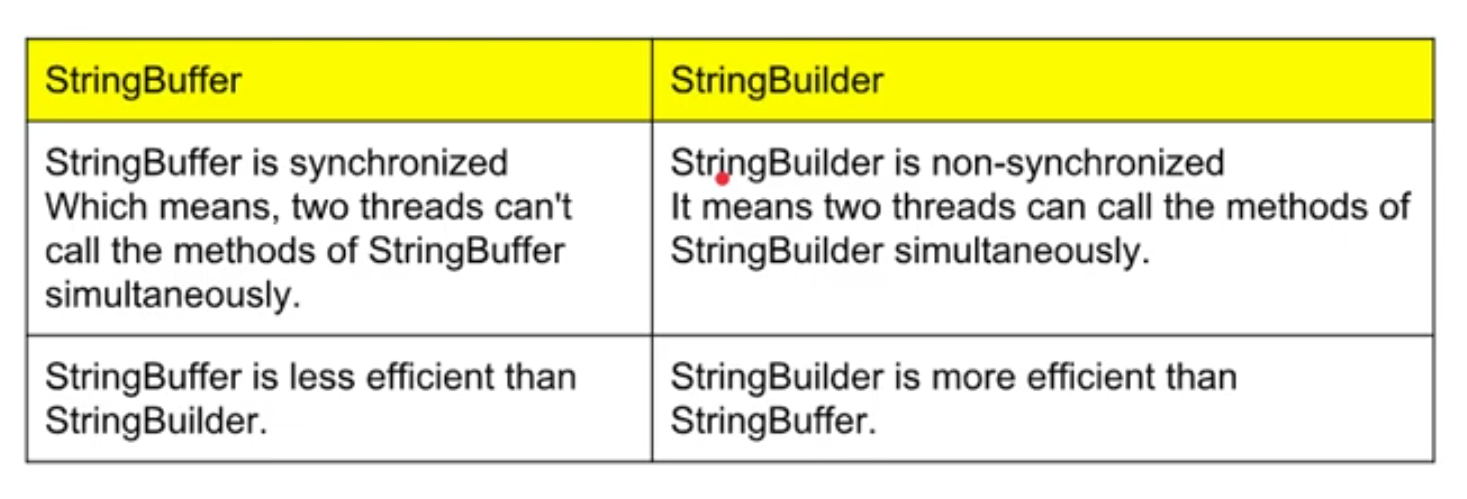 StringBuffer
StringBuilder
StringBuffer is synchronized
Which means, two threads can't
call the methods of StringBuffer
simultaneously.
StringBuilder is non-synchronized
It means two threads can call the methods of
StringBuilder simultaneously.
StringBuffer is less efficient than
StringBuilder.
StringBuilder is more efficient than
StringBuffer.